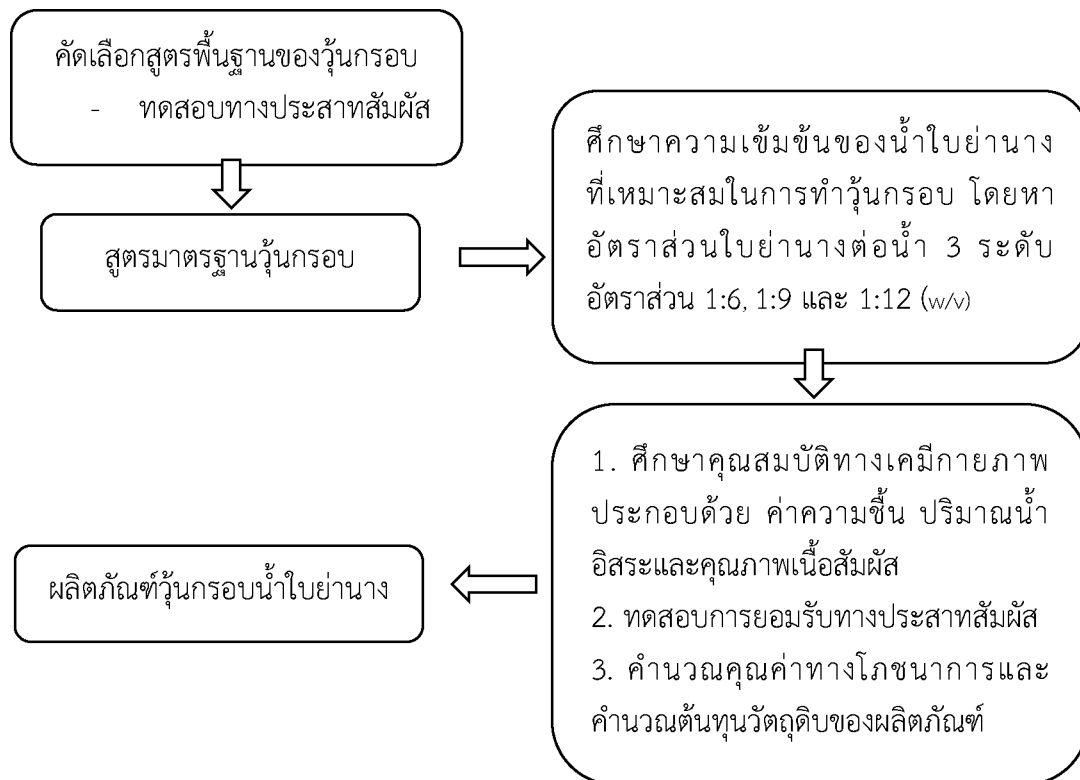 คัดเลือกสูตรพื้นฐานของวุ้นกรอบ
- ทดสอบทางประสาทสัมผัส
สูตรมาตรฐานวุ้นกรอบ
ศึกษาความเข้มข้นของน้ำใบย่านาง
ที่เหมาะสมในการทำวุ้นกรอบ โดยหา
อัตราส่วนใบย่านางต่อน้ำ 3 ระดับ
อัตราส่วน 1:6, 1:9 และ 1:12 (w/v)
1. ศึกษาคุณสมบัติทางเคมีกายภาพ
ประกอบด้วย ค่าความชื้น ปริมาณน้ำ
อิสระและคุณภาพเนื้อสัมผัส
2. ทดสอบการยอมรับทางประสาทสัมผัส
3. คำนวณคุณค่าทางโภชนาการและ
คำนวณต้นทุนวัตถุดิบของผลิตภัณฑ์
ผลิตภัณฑ์วุ้นกรอบน้ำใบย่านาง